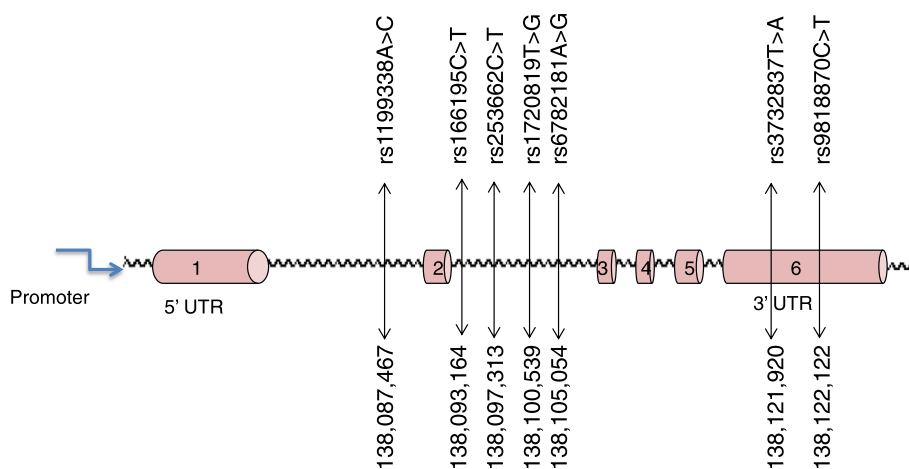 rs1199338A>C
rs166195C>T
rs253662C>T
rs1720819T>G
rs6782181A>G
rs3732837T>A
rs9818870C>T
1
2
3
4
5
6
Promoter
5' UTR
3' UTR
138,087,467
138,093,164
138,097,313
138,100,539
138,105,054
138,121,920
138,122,122